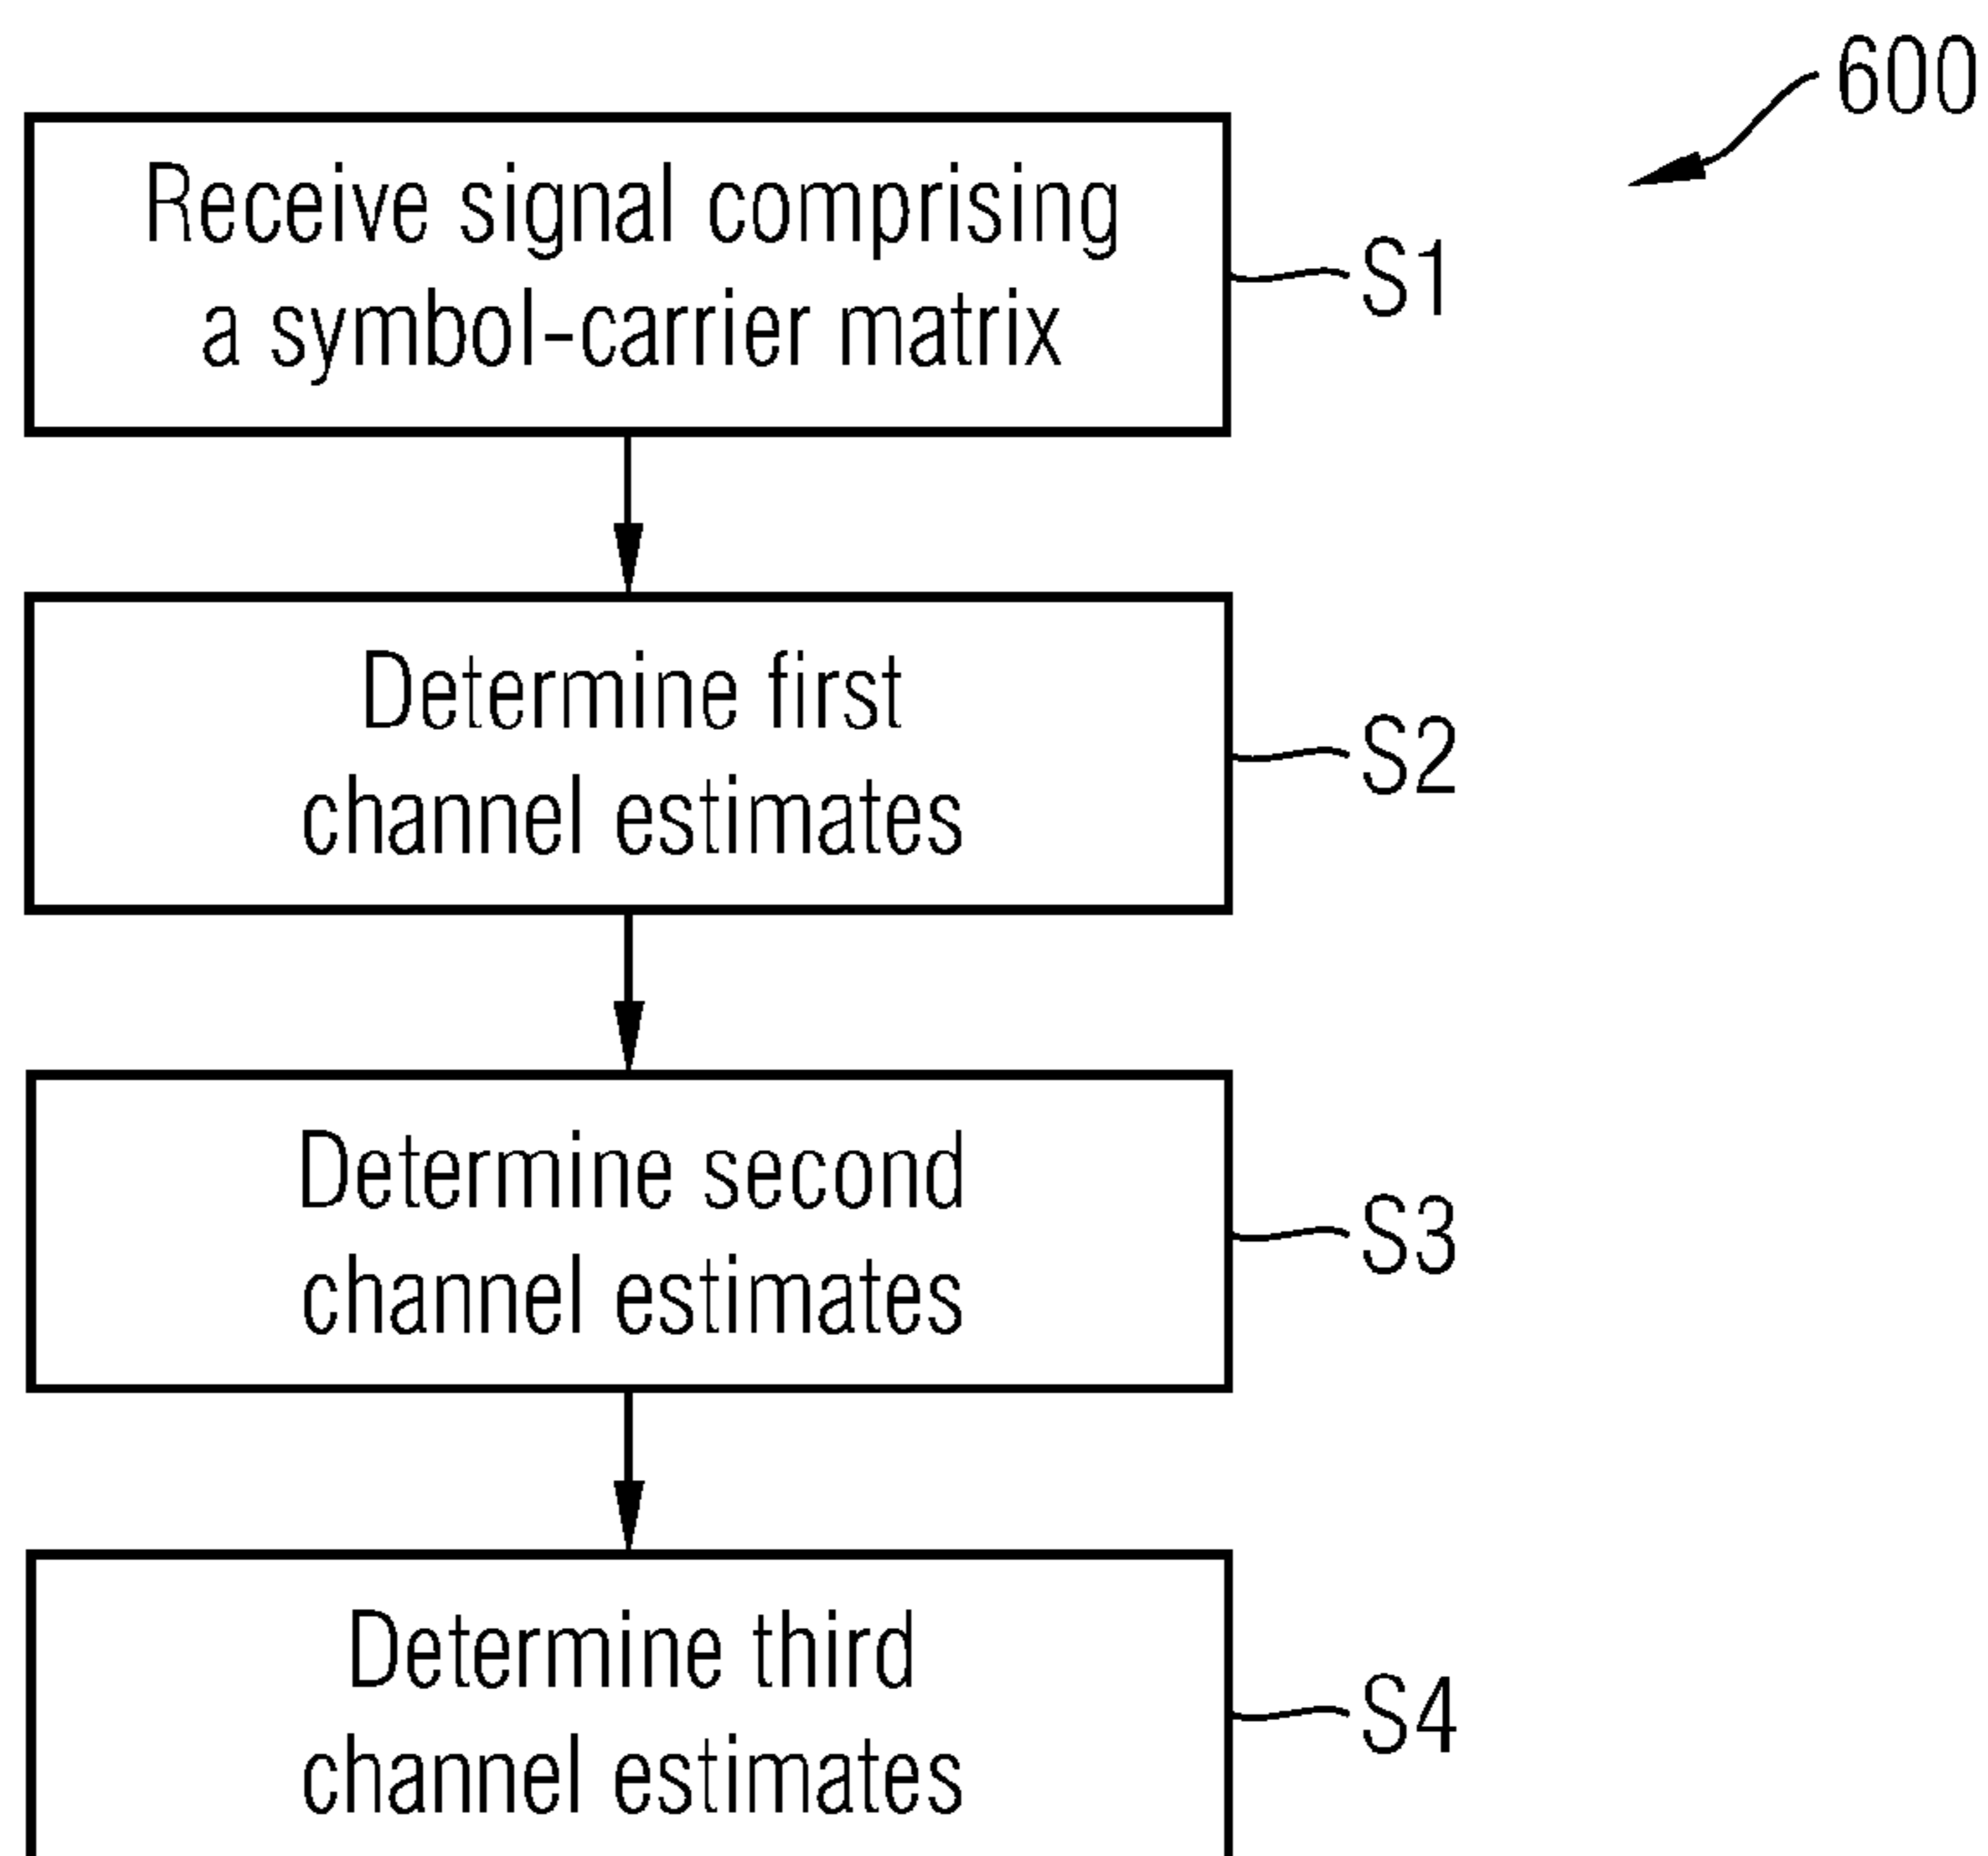 600
Receive signal comprising
a symbol-carrier matrix
S1
Determine first
channel estimates
S2
Determine second
channel estimates
S3
Determine third
channel estimates
S4